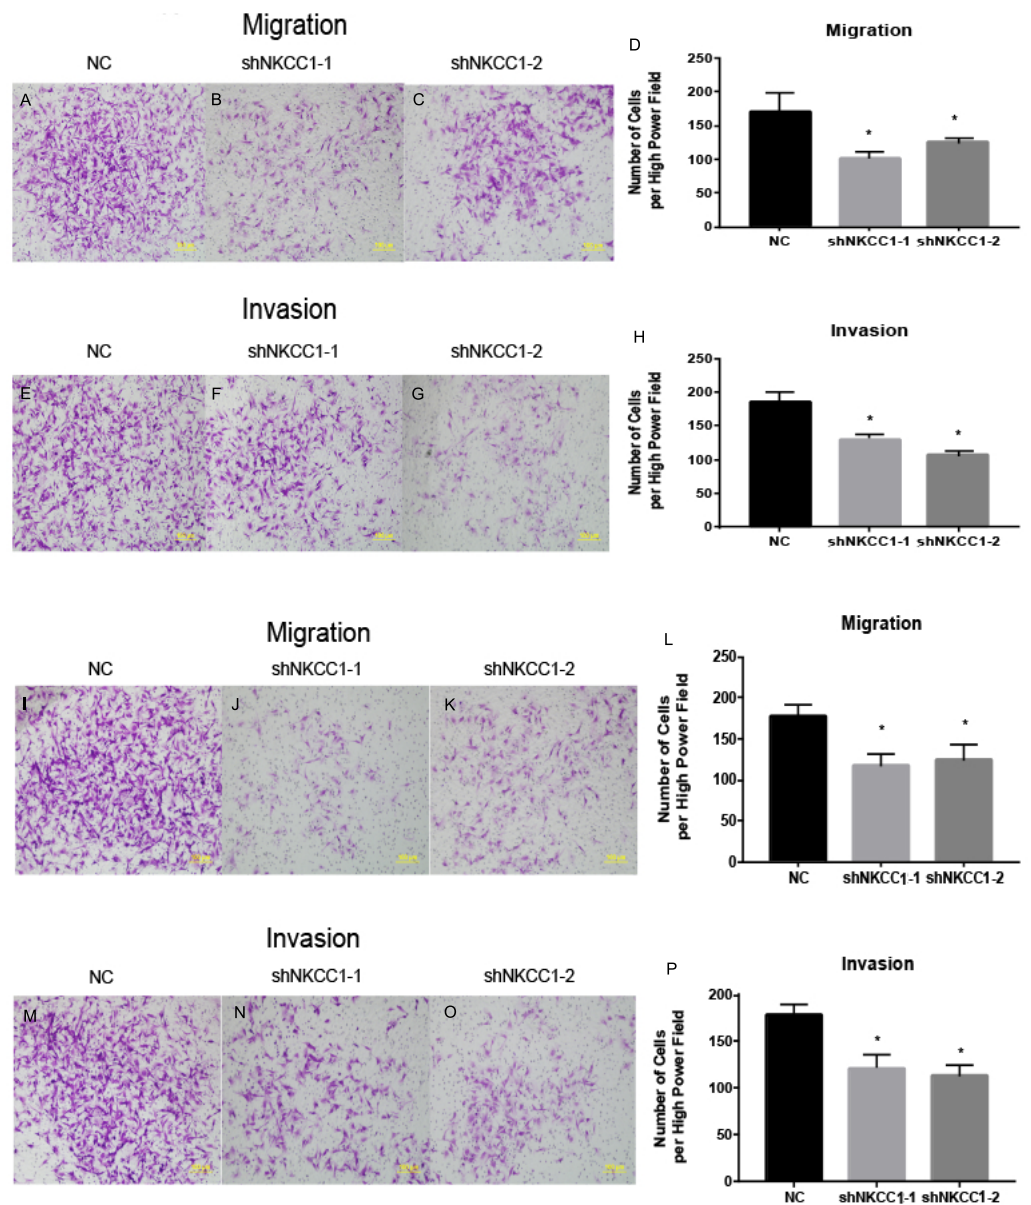 Migration
NC shNKCC1-1 shNKCC1-2
A B C
D
Migration
Number of Cells
per High Power Field
250
200
150
100
50
0
*
*
NC shNKCC1-1 shNKCC1-2
Invasion
NC shNKCC1-1 shNKCC1-2
E F G
H
Invasion
Number of Cells
per High Power Field
250
200
150
100
50
0
*
*
NC shNKCC1-1 shNKCC1-2
Migration
NC shNKCC1-1 shNKCC1-2
I J K
L
Migration
Number of Cells
per High Power Field
250
200
150
100
50
0
*
*
NC shNKCC1-1 shNKCC1-2
Invasion
NC shNKCC1-1 shNKCC1-2
M N O
P
Invasion
Number of Cells
per High Power Field
200
150
100
50
0
*
*
NC shNKCC1-1 shNKCC1-2